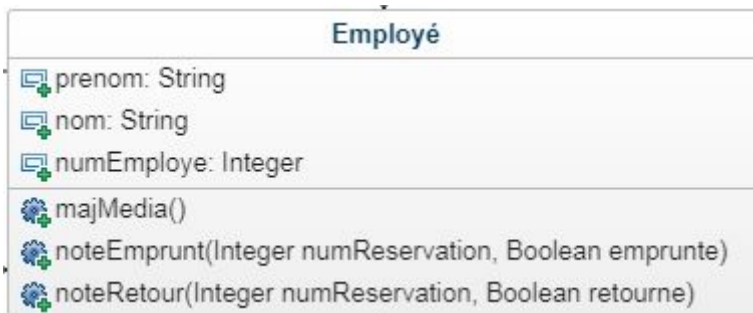 Employé
prenom: String
nom: String
numEmploye: Integer
majMedia()
noteEmprunt(Integer numReservation, Boolean emprunte)
noteRetour(Integer numReservation, Boolean retourne)